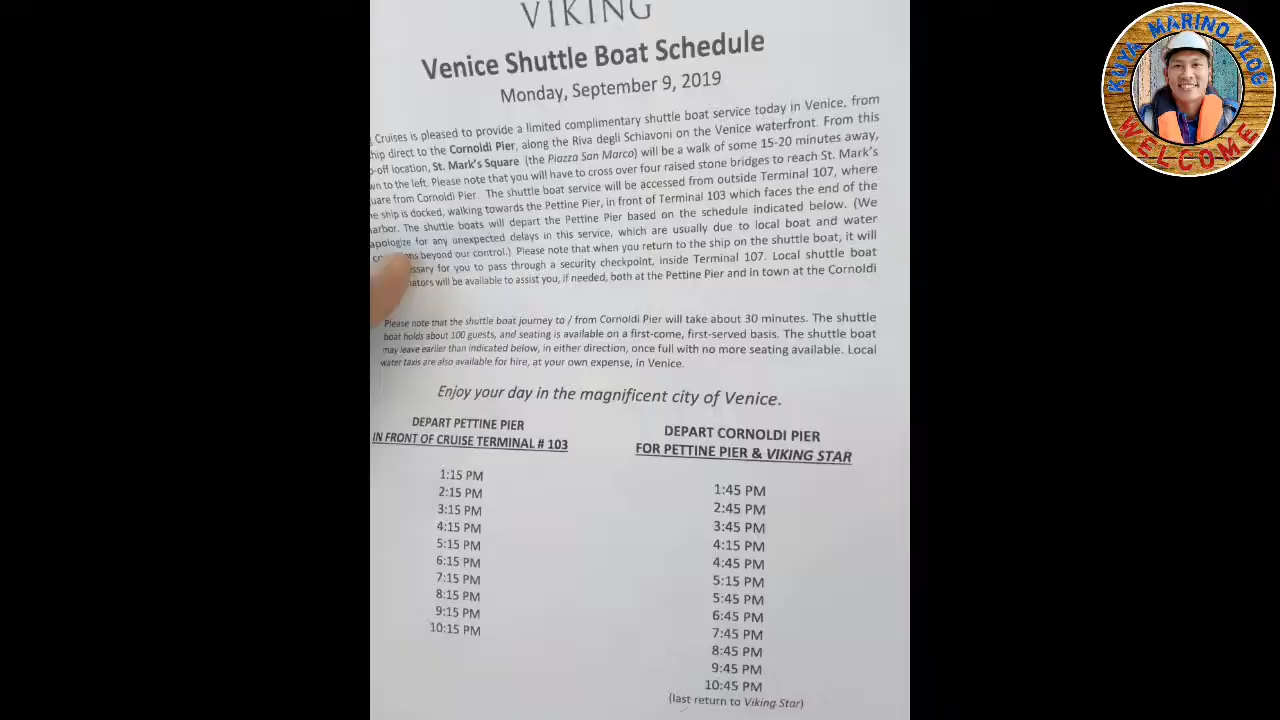 VIKING
Venice Shuttle Boat Schedule
Monday, September 9, 2019
Cruises is pleased to provide a limited complimentary shuttle boat service today in Venice, from
direct to the Cornoldi Pier, along the Riva degli Schiavoni on the Venice waterfront. From this
location, St. Mark's Square (the Piazza San Marco) will be a walk of some 15-20 minutes away,
to the left. Please note that you will have to cross over four raised stone bridges to reach St. Mark's
from Cornoldi Pier. The shuttle boat service will be accessed from outside Terminal 107, where
ship is docked, walking towards the Pettine Pier, in front of Terminal 103 which faces the end of the
The shuttle boats will depart the Pettine Pier based on the schedule indicated below. (We
apologize for any unexpected delays in this service, which are usually due to local boat and water
beyond our control.) Please note that when you return to the ship on the shuttle boat, it will
for you to pass through a security checkpoint, inside Terminal 107. Local shuttle boat
will be available to assist you, if needed, both at the Pettine Pier and in town at the Cornoldi
Please note that the shuttle boat journey to / from Cornoldi Pier will take about 30 minutes. The shuttle
boat holds about 100 guests, and seating is available on a first-come, first-served basis. The shuttle boat
may leave earlier than indicated below, in either direction, once full with no more seating available. Local
water taxis are also available for hire, at your own expense, in Venice.
Enjoy your day in the magnificent city of Venice.
DEPART PETTINE PIER
IN FRONT OF CRUISE TERMINAL # 103
1:15 PM
2:15 PM
3:15 PM
4:15 PM
5:15 PM
6:15 PM
7:15 PM
8:15 PM
9:15 PM
10:15 PM
DEPART CORNOLDI PIER
FOR PETTINE PIER & VIKING STAR
1:45 PM
2:45 PM
3:45 PM
4:15 PM
4:45 PM
5:15 PM
5:45 PM
6:45 PM
7:45 PM
8:45 PM
9:45 PM
10:45 PM
(last return to Viking Star)
KUYA MARINO VLOG
WELCOME